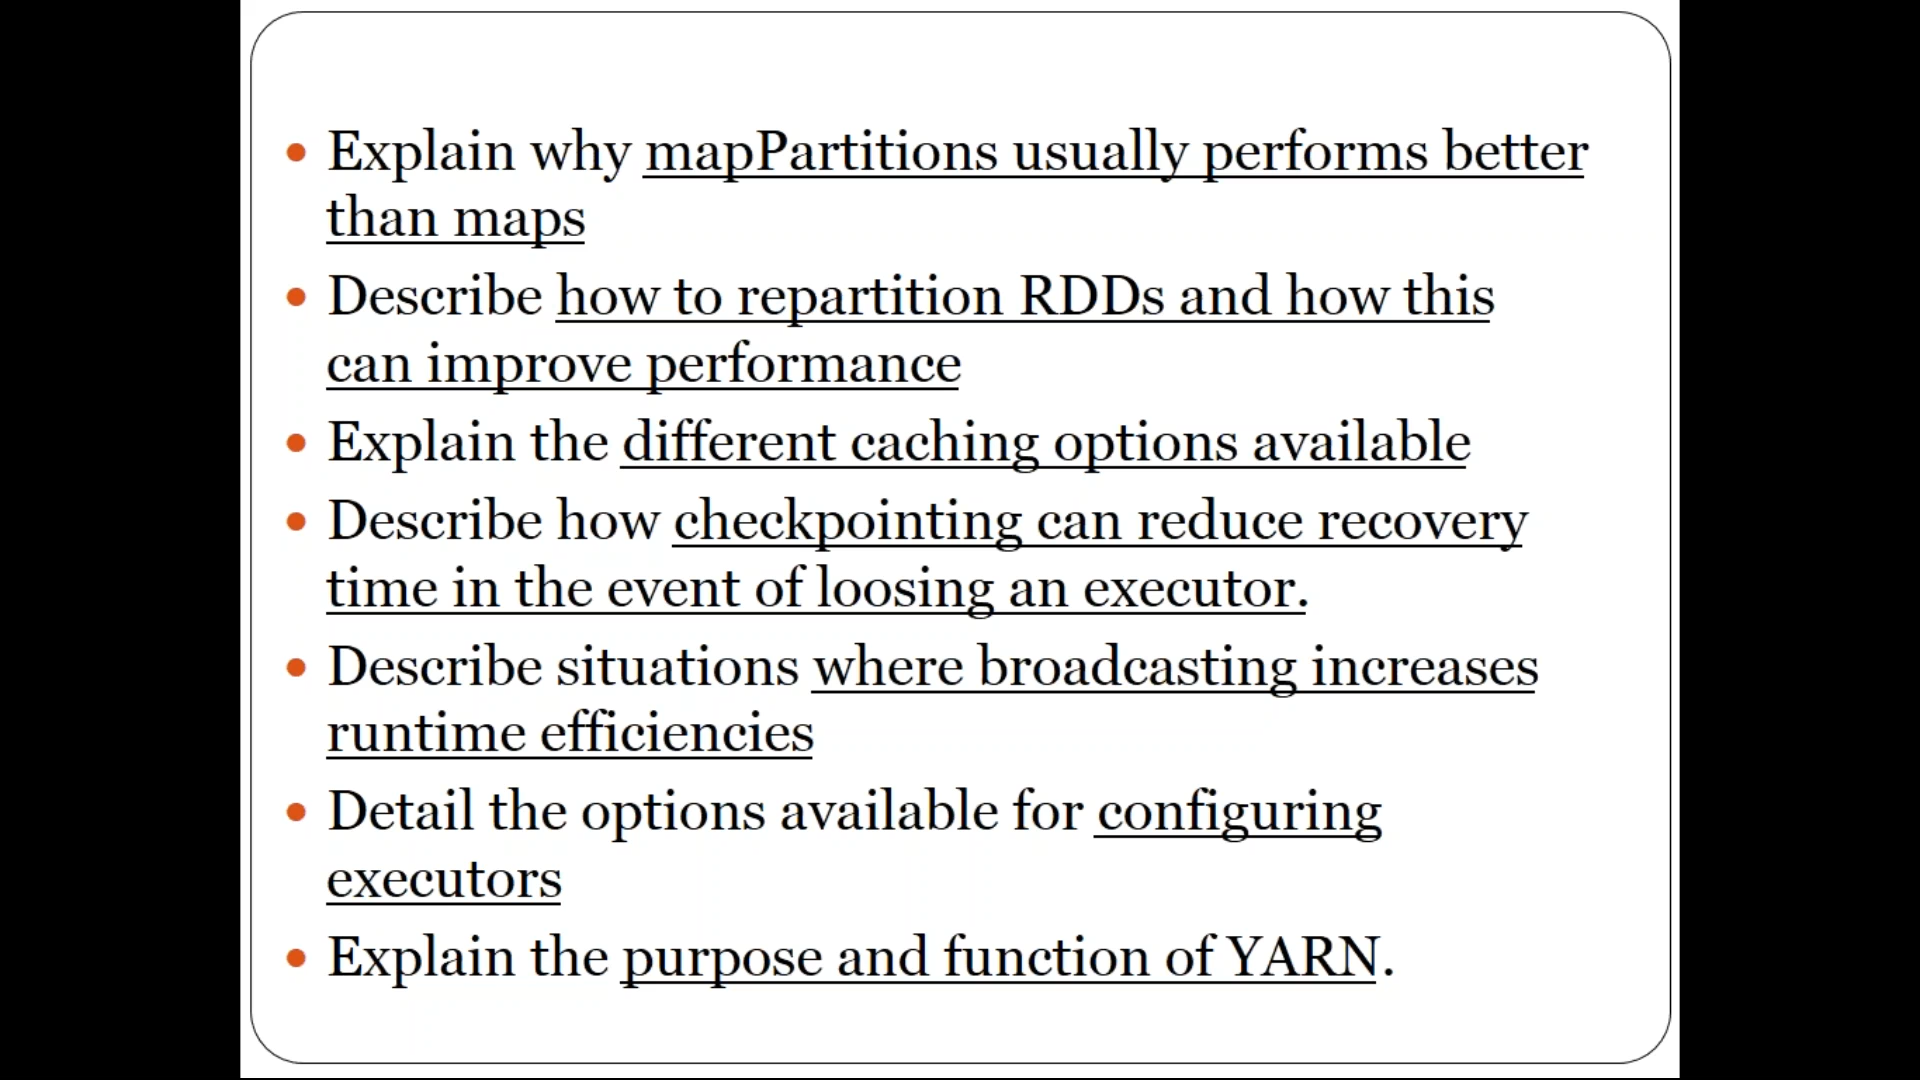 • Explain why mapPartitions usually performs better
than maps
• Describe how to repartition RDDs and how this
can improve performance
• Explain the different caching options available
• Describe how checkpointing can reduce recovery
time in the event of loosing an executor.
• Describe situations where broadcasting increases
runtime efficiencies
• Detail the options available for configuring
executors
• Explain the purpose and function of YARN.